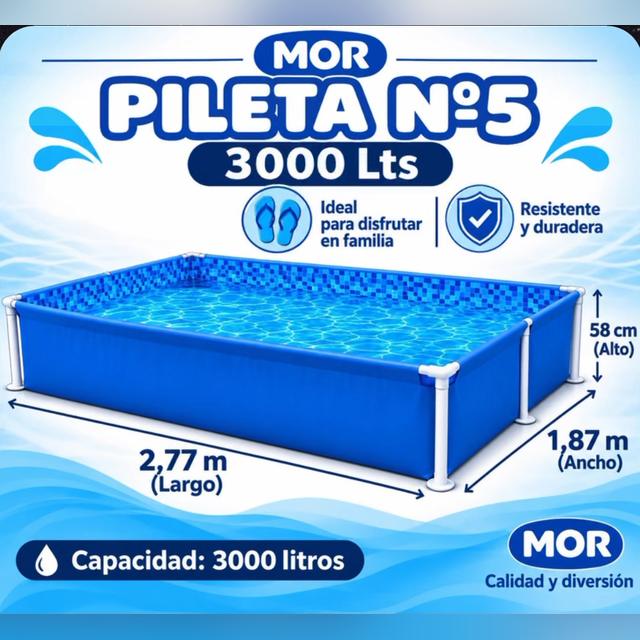 MOR
PILETA Nº5
3000 Lts
Ideal
para disfrutar
en familia
Resistente
y duradera
58 cm
(Alto)
2,77 m
(Largo)
1,87 m
(Ancho)
Capacidad: 3000 litros
MOR
Calidad y diversión